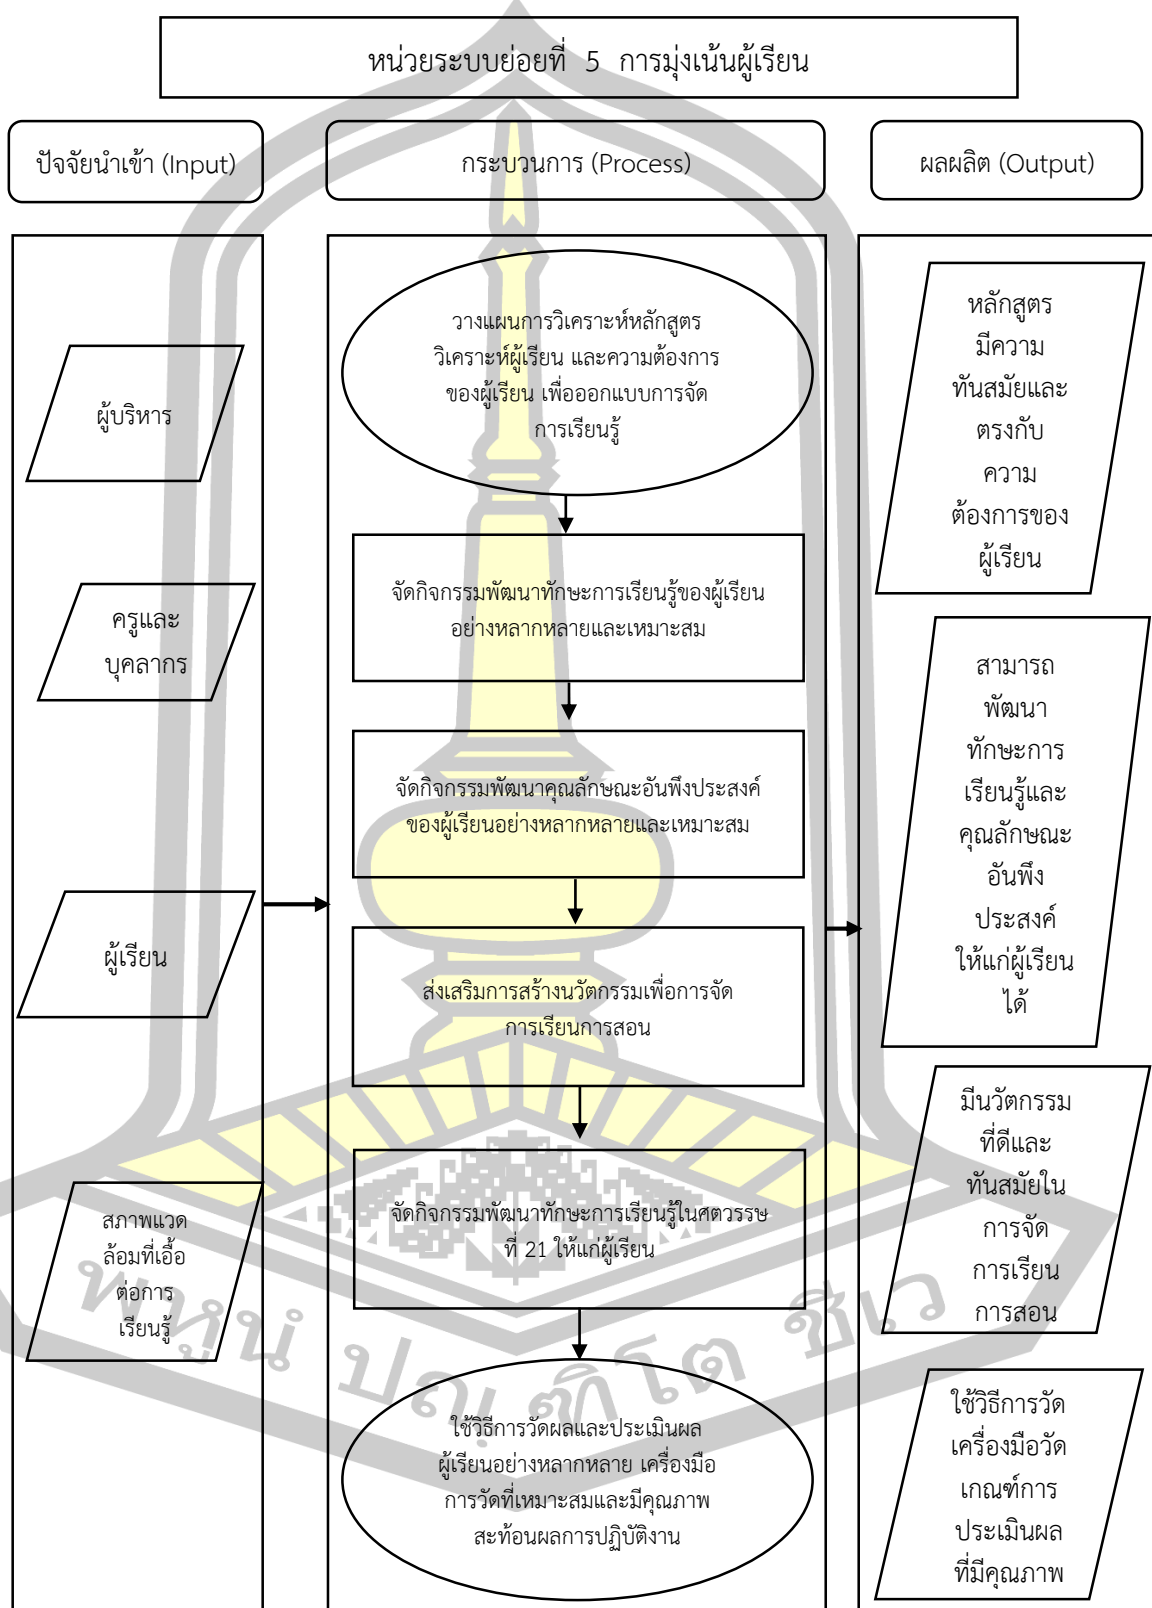 หน่วยระบบย่อยที่ 5 การมุ่งเน้นผู้เรียน
ปัจจัยนำเข้า (Input)
กระบวนการ (Process)
ผลผลิต (Output)
ผู้บริหาร
ครูและ
บุคลากร
ผู้เรียน
สภาพแวด
ล้อมที่เอื้อ
ต่อการ
เรียนรู้
วางแผนการวิเคราะห์หลักสูตร
วิเคราะห์ผู้เรียน และความต้องการ
ของผู้เรียน เพื่อออกแบบการจัด
การเรียนรู้
จัดกิจกรรมพัฒนาทักษะการเรียนรู้ของผู้เรียน
อย่างหลากหลายและเหมาะสม
จัดกิจกรรมพัฒนาคุณลักษณะอันพึงประสงค์
ของผู้เรียนอย่างหลากหลายและเหมาะสม
ส่งเสริมการสร้างนวัตกรรมเพื่อการจัด
การเรียนการสอน
จัดกิจกรรมพัฒนาทักษะการเรียนรู้ในศตวรรษ
ที่ 21 ให้แก่ผู้เรียน
ใช้วิธีการวัดผลและประเมินผล
ผู้เรียนอย่างหลากหลาย เครื่องมือ
การวัดที่เหมาะสมและมีคุณภาพ
สะท้อนผลการปฏิบัติงาน
หลักสูตร
มีความ
ทันสมัยและ
ตรงกับ
ความ
ต้องการของ
ผู้เรียน
สามารถ
พัฒนา
ทักษะการ
เรียนรู้และ
คุณลักษณะ
อันพึง
ประสงค์
ให้แก่ผู้เรียน
ได้
มีนวัตกรรม
ที่ดีและ
ทันสมัยใน
การจัด
การเรียน
การสอน
ใช้วิธีการวัด
เครื่องมือวัด
เกณฑ์การ
ประเมินผล
ที่มีคุณภาพ
พหูนํ ปณฺฑิโต ชีเว